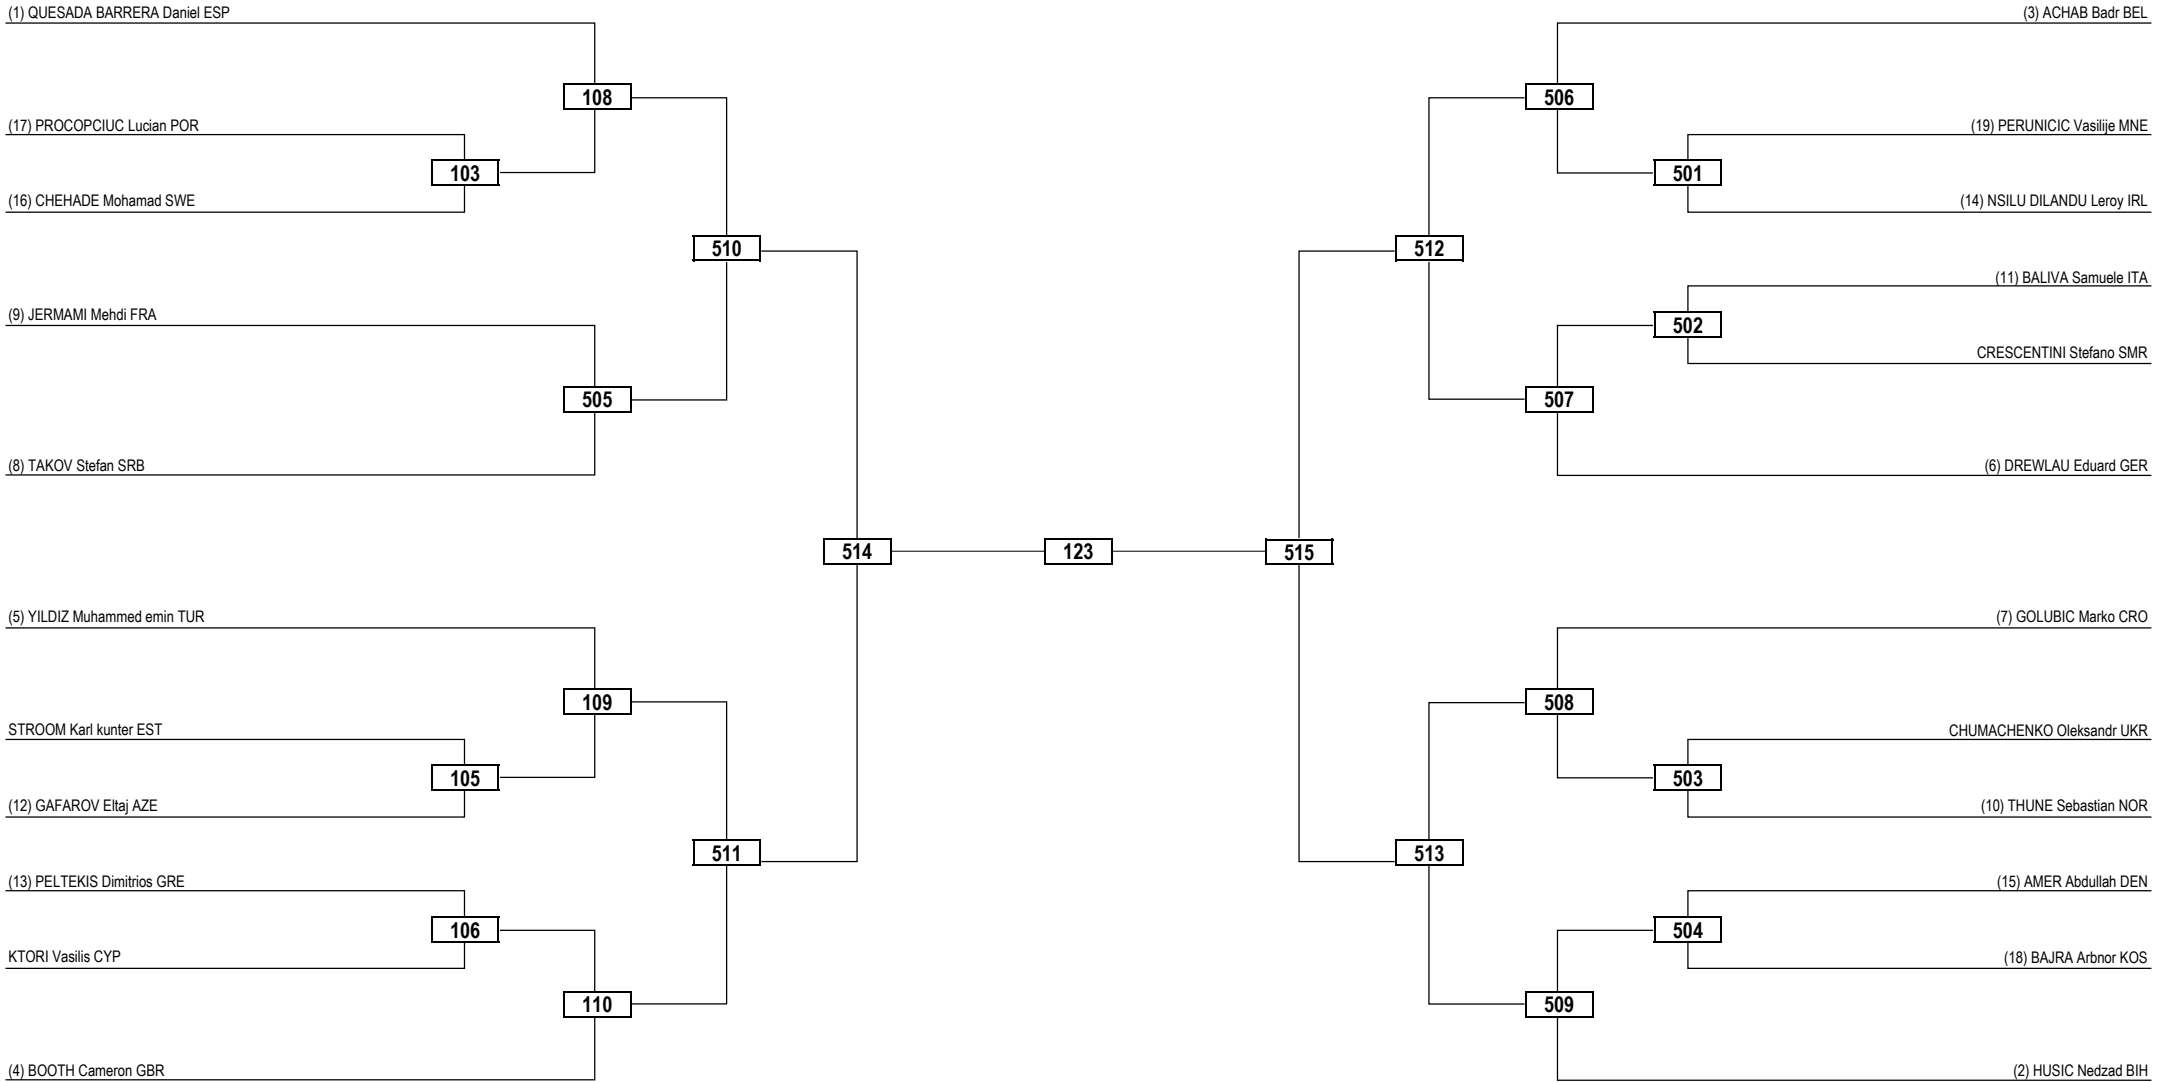 (1) QUESADA BARRERA Daniel ESP
(3) ACHAB Badr BEL
108
506
(17) PROCOPCIUC Lucian POR
(19) PERUNICIC Vasilije MNE
103
501
(16) CHEHADE Mohamad SWE
(14) NSILU DILANDU Leroy IRL
510
512
(11) BALIVA Samuele ITA
(9) JERMAMI Mehdi FRA
502
CRESCENTINI Stefano SMR
505
507
(8) TAKOV Stefan SRB
(6) DREWLAU Eduard GER
514
123
515
(5) YILDIZ Muhammed emin TUR
(7) GOLUBIC Marko CRO
109
508
STROOM Karl kunter EST
CHUMACHENKO Oleksandr UKR
105
503
(12) GAFAROV Eltaj AZE
(10) THUNE Sebastian NOR
511
513
(13) PELTEKIS Dimitrios GRE
(15) AMER Abdullah DEN
106
504
KTORI Vasilis CYP
(18) BAJRA Arbnor KOS
110
509
(4) BOOTH Cameron GBR
(2) HUSIC Nedzad BIH